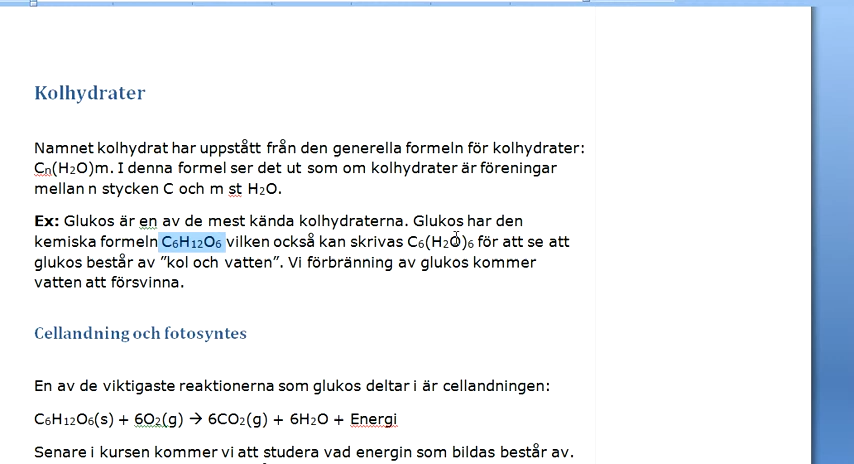 Kolhydrater
Namnet kolhydrat har uppstått från den generella formeln för kolhydrater:
Cn(H2O)m. I denna formel ser det ut som om kolhydrater är föreningar
mellan n stycken C och m st H2O.
Ex: Glukos är en av de mest kända kolhydraterna. Glukos har den
kemiska formeln C6H12O6 vilken också kan skrivas C6(H2O)6 för att se att
glukos består av ”kol och vatten”. Vi förbränning av glukos kommer
vatten att försvinna.
Cellandning och fotosyntes
En av de viktigaste reaktionerna som glukos deltar i är cellandningen:
C6H12O6(s) + 6O2(g) → 6CO2(g) + 6H2O + Energi
Senare i kursen kommer vi att studera vad energin som bildas består av.